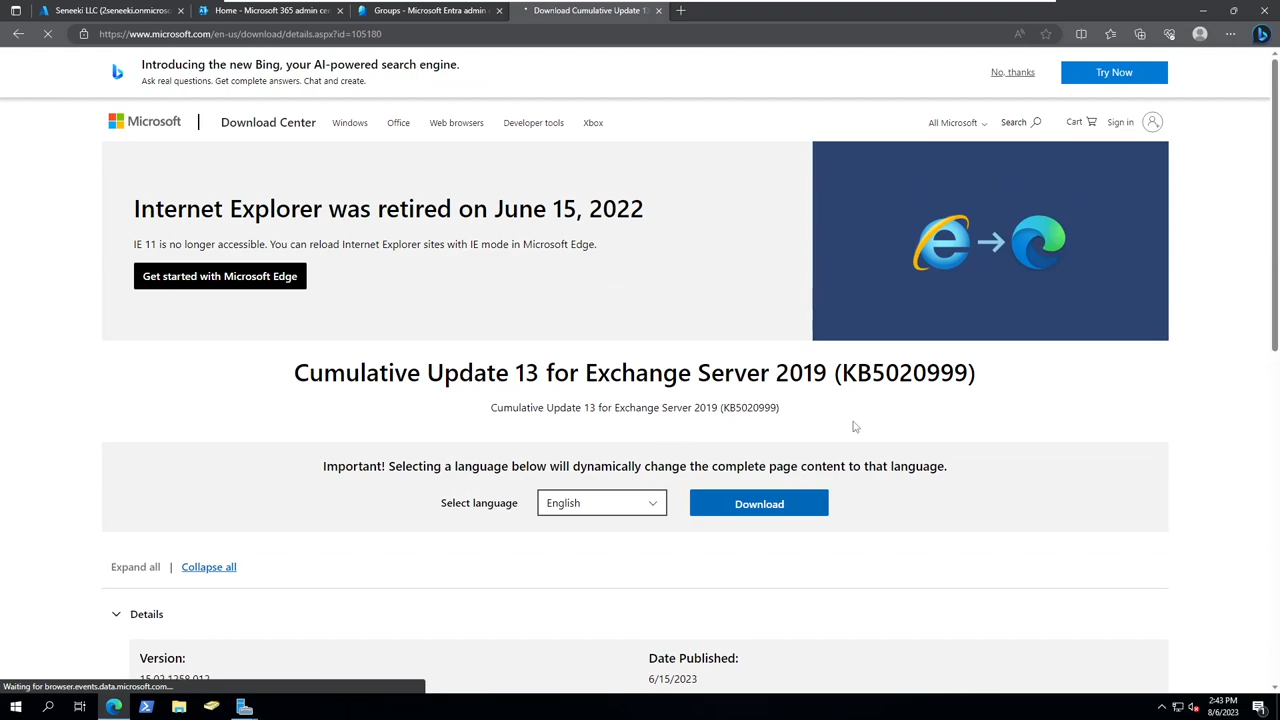 Seneeki LLC (2seneeki.onmicros
Home - Microsoft 365 admin cen
Groups - Microsoft Entra admin c
Download Cumulative Update 13
https://www.microsoft.com/en-us/download/details.aspx?id=105180
Introducing the new Bing, your AI-powered search engine.
Ask real questions. Get complete answers. Chat and create.
No, thanks
Try Now
Microsoft
Download Center
Windows
Office
Web browsers
Developer tools
Xbox
All Microsoft
Search
Cart
Sign in
Internet Explorer was retired on June 15, 2022
IE 11 is no longer accessible. You can reload Internet Explorer sites with IE mode in Microsoft Edge.
Get started with Microsoft Edge
Cumulative Update 13 for Exchange Server 2019 (KB5020999)
Cumulative Update 13 for Exchange Server 2019 (KB5020999)
Important! Selecting a language below will dynamically change the complete page content to that language.
Select language
English
Download
Expand all | Collapse all
Details
Version:
15.02.1258.012
Date Published:
6/15/2023
Waiting for browser.events.data.microsoft.com...
2:43 PM
8/6/2023